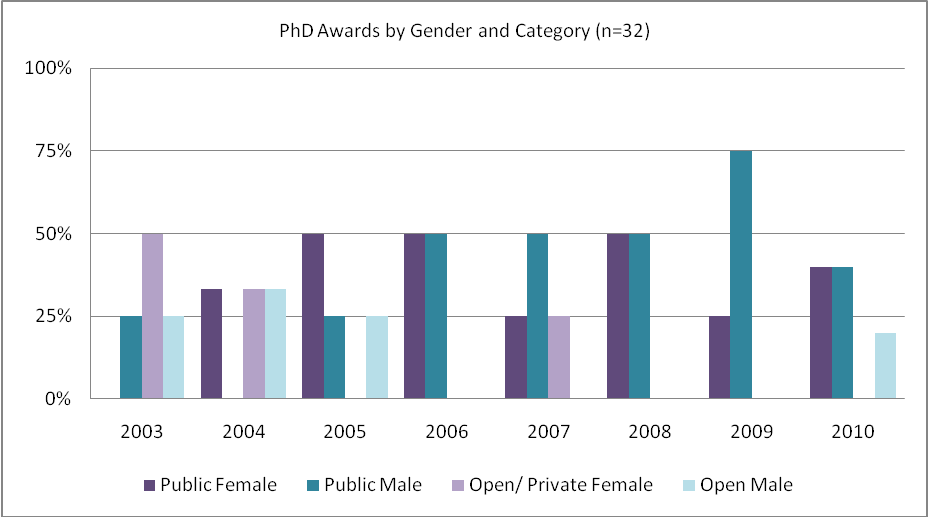 PhD Awards by Gender and Category (n=32)
100%
75%
50%
25%
0%
2003 2004 2005 2006 2007 2008 2009 2010
Public Female Public Male Open/ Private Female Open Male